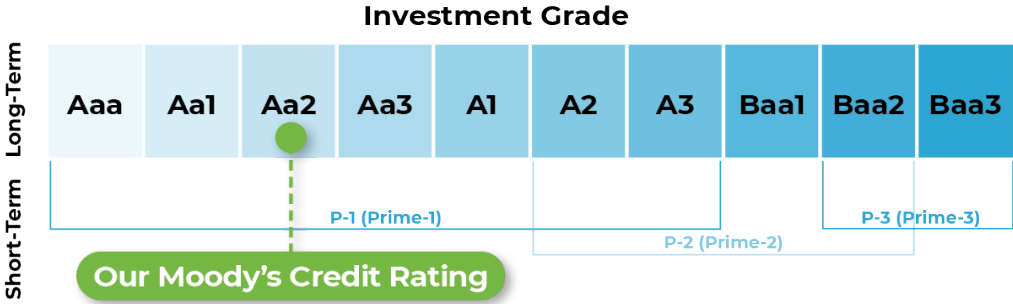 Investment Grade
Long-Term
Aaa Aa1 Aa2 Aa3 A1 A2 A3 Baa1 Baa2 Baa3
Short-Term
P-1 (Prime-1)
P-3 (Prime-3)
P-2 (Prime-2)
Our Moody's Credit Rating